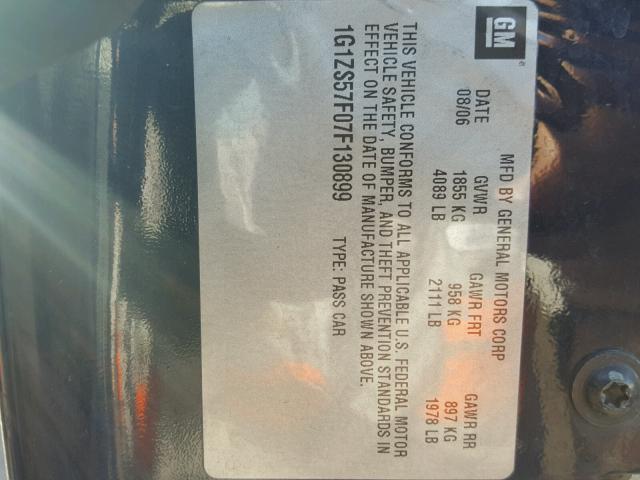 GM
MFD BY GENERAL MOTORS CORP
DATE GVWR GAWR FRT GAWR RR
08/06 1855 KG 958 KG 897 KG
4089 LB 2111 LB 1978 LB
THIS VEHICLE CONFORMS TO ALL APPLICABLE U.S. FEDERAL MOTOR
VEHICLE SAFETY, BUMPER, AND THEFT PREVENTION STANDARDS IN
EFFECT ON THE DATE OF MANUFACTURE SHOWN ABOVE.
1G1ZS57F07F130899 TYPE: PASS CAR